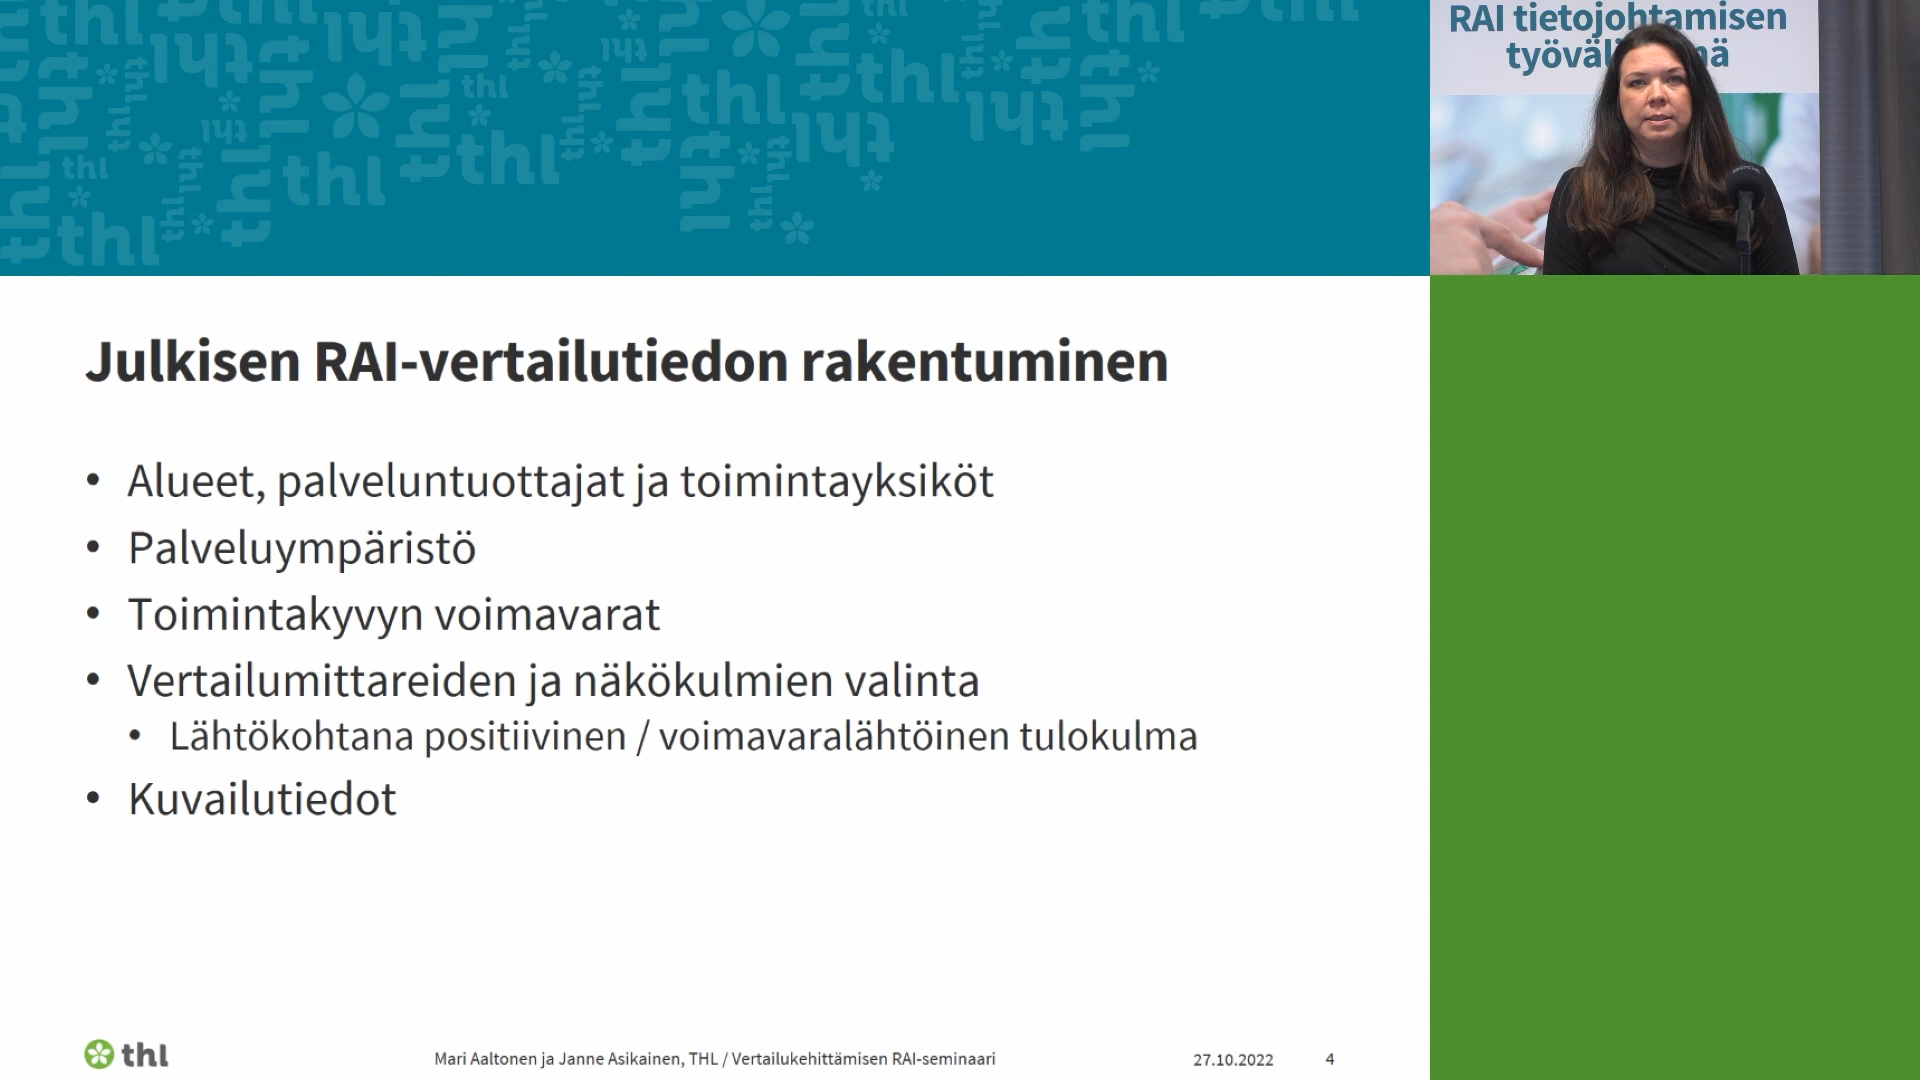 RAI tietojohtamisen
Julkisen RAI-vertailutiedon rakentuminen
• Alueet, palveluntuottajat ja toimintayksiköt
• Palveluympäristö
• Toimintakyvyn voimavarat
• Vertailumittareiden ja näkökulmien valinta
• Lähtökohtana positiivinen / voimavaralähtöinen tulokulma
• Kuvailutiedot
thl
Mari Aaltonen ja Janne Asikainen, THL / Vertailukehittämisen RAI-seminaari
27.10.2022
4